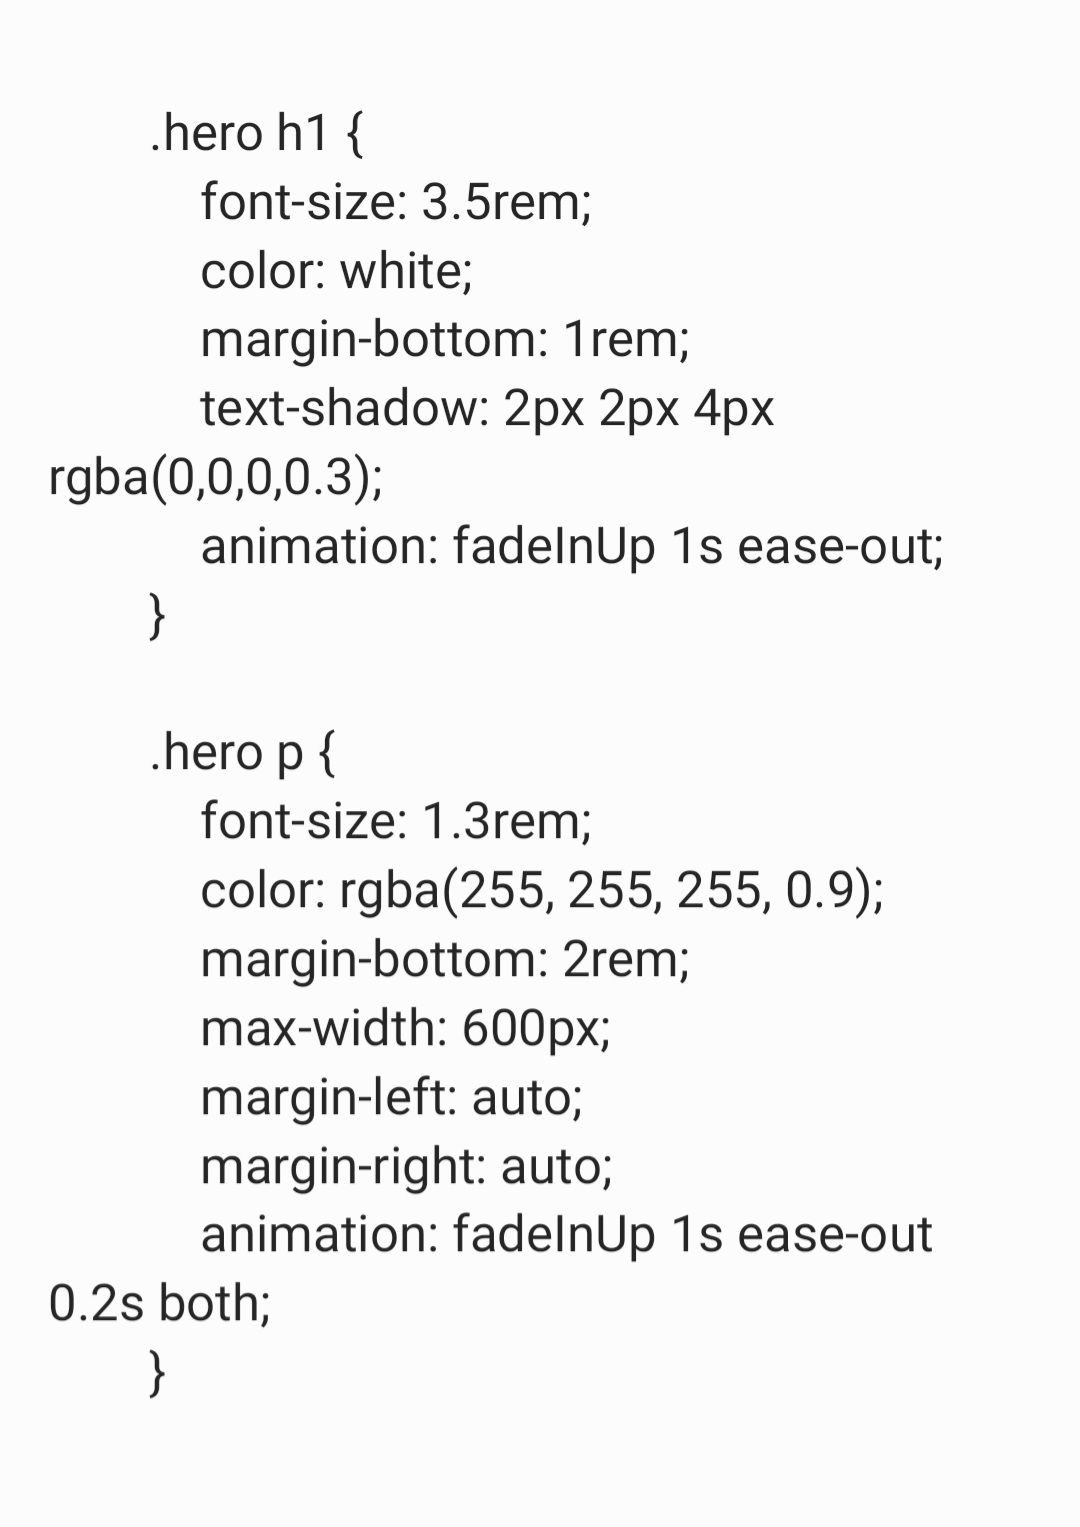 .hero h1 {
font-size: 3.5rem;
color: white;
margin-bottom: 1rem;
text-shadow: 2px 2px 4px
rgba(0,0,0,0.3);
animation: fadeInUp 1s ease-out;
}
.hero p {
font-size: 1.3rem;
color: rgba(255, 255, 255, 0.9);
margin-bottom: 2rem;
max-width: 600px;
margin-left: auto;
margin-right: auto;
animation: fadeInUp 1s ease-out
0.2s both;
}